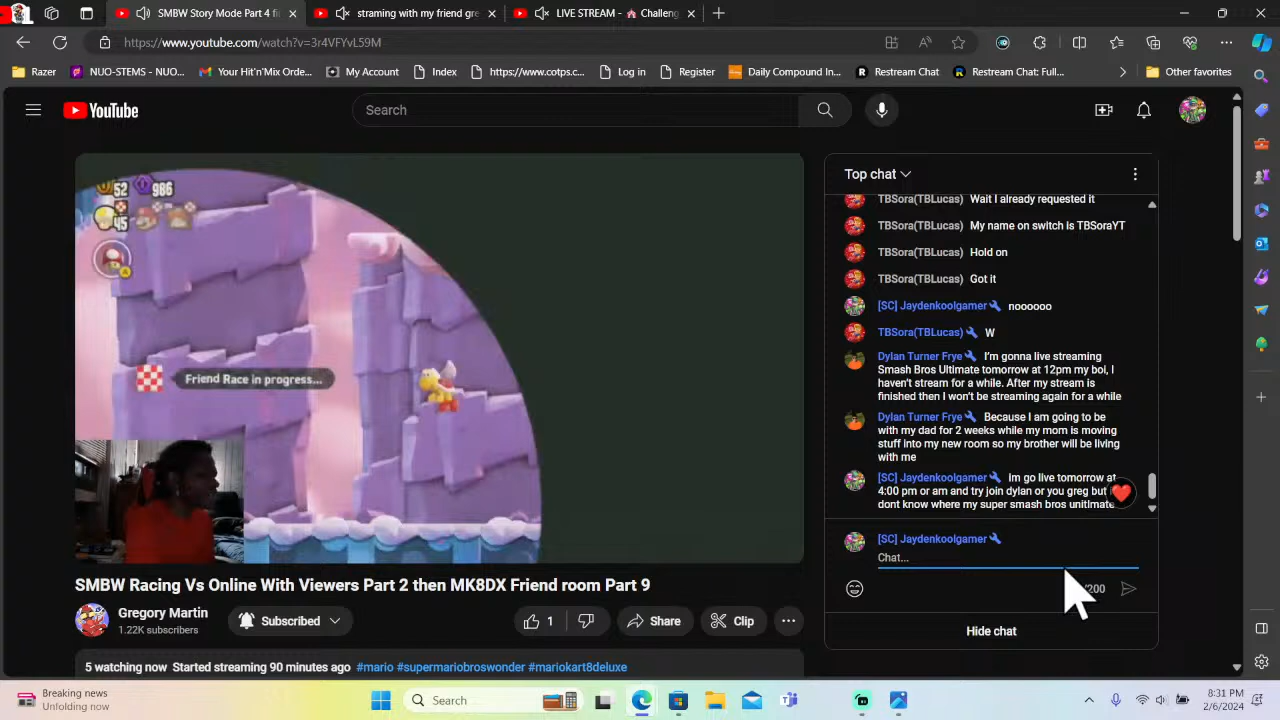 SMBW Story Mode Part 4 fi
straming with my friend gre
LIVE STREAM - 🏠 Challeng
https://www.youtube.com/watch?v=3r4VFYvL59M
Razer
NUO-STEMS - NUO...
Your Hit'n'Mix Orde...
My Account
Index
https://www.cotps.c...
Log in
Register
Daily Compound In...
Restream Chat
Restream Chat: Full...
Other favorites
YouTube
Search
52 986
45
Friend Race in progress...
Top chat
TBSora(TBLucas) Wait I already requested it
TBSora(TBLucas) My name on switch is TBSoraYT
TBSora(TBLucas) Hold on
TBSora(TBLucas) Got it
[SC] Jaydenkoolgamer noooooo
TBSora(TBLucas) W
Dylan Turner Frye I'm gonna live streaming
Smash Bros Ultimate tomorrow at 12pm my boi, I
haven't stream for a while. After my stream is
finished then I won't be streaming again for a while
Dylan Turner Frye Because I am going to be
with my dad for 2 weeks while my mom is moving
stuff into my new room so my brother will be living
with me
[SC] Jaydenkoolgamer Im go live tomorrow at
4:00 pm or am and try join dylan or you greg but
dont know where my super smash bros unitlmate
[SC] Jaydenkoolgamer
Chat...
/200
Hide chat
SMBW Racing Vs Online With Viewers Part 2 then MK8DX Friend room Part 9
Gregory Martin
1.22K subscribers
Subscribed
1
Share
Clip
5 watching now Started streaming 90 minutes ago #mario #supermariobroswonder #mariokart8deluxe
Breaking news
Unfolding now
Search
8:31 PM
2/6/2024